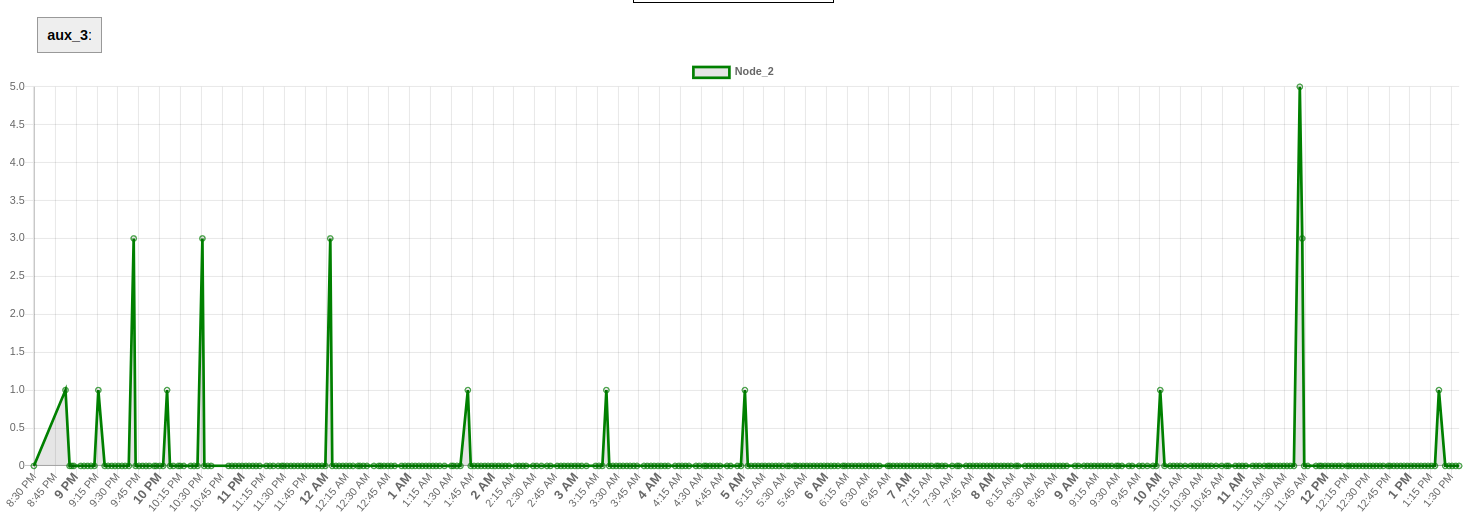 aux_3:
Node_2
5.0
4.5
4.0
3.5
3.0
2.5
2.0
1.5
1.0
0.5
0
8:30 PM
8:45 PM
9 PM
9:15 PM
9:30 PM
9:45 PM
10 PM
10:15 PM
10:30 PM
10:45 PM
11 PM
11:15 PM
11:30 PM
11:45 PM
12 AM
12:15 AM
12:30 AM
12:45 AM
1 AM
1:15 AM
1:30 AM
1:45 AM
2 AM
2:15 AM
2:30 AM
2:45 AM
3 AM
3:15 AM
3:30 AM
3:45 AM
4 AM
4:15 AM
4:30 AM
4:45 AM
5 AM
5:15 AM
5:30 AM
5:45 AM
6 AM
6:15 AM
6:30 AM
6:45 AM
7 AM
7:15 AM
7:30 AM
7:45 AM
8 AM
8:15 AM
8:30 AM
8:45 AM
9 AM
9:15 AM
9:30 AM
9:45 AM
10 AM
10:15 AM
10:30 AM
10:45 AM
11 AM
11:15 AM
11:30 AM
11:45 AM
12 PM
12:15 PM
12:30 PM
12:45 PM
1 PM
1:15 PM
1:30 PM